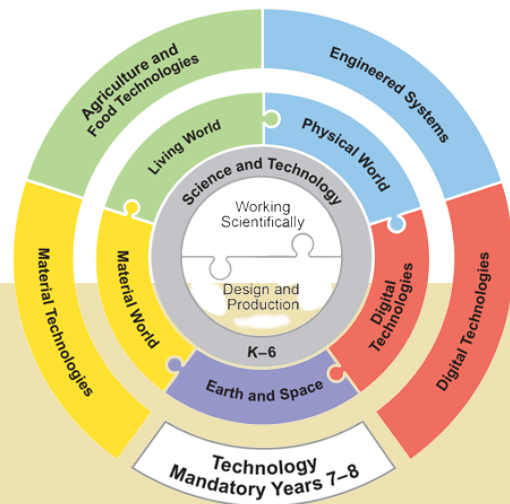 Agriculture and
Food Technologies
Engineered Systems
Living World
Physical World
Science and Technology
Working
Scientifically
Design and
Production
K–6
Material Technologies
Material World
Digital
Technologies
Digital Technologies
Earth and Space
Technology
Mandatory Years 7–8